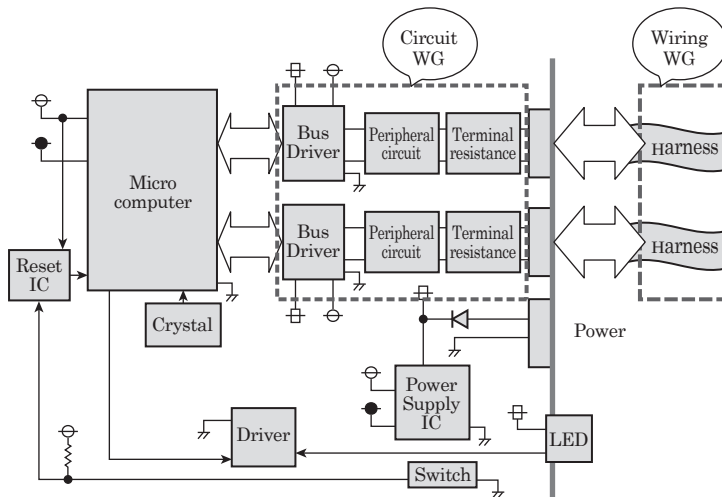 Circuit
WG
Wiring
WG
Micro
computer
Bus
Driver
Peripheral
circuit
Terminal
resistance
Harness
Bus
Driver
Peripheral
circuit
Terminal
resistance
Harness
Reset
IC
Crystal
Power
Power
Supply
IC
Driver
LED
Switch